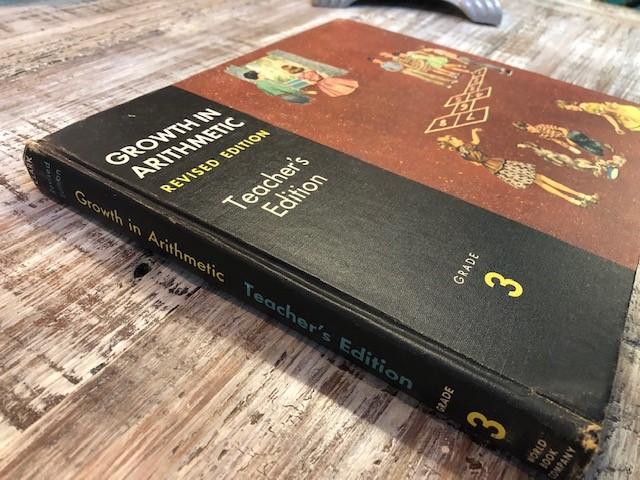 GROWTH IN
ARITHMETIC
REVISED EDITION
Teacher's
Edition
GRADE
3
Growth in Arithmetic
Teacher's Edition
GRADE
3
WORLD
BOOK
COMPANY